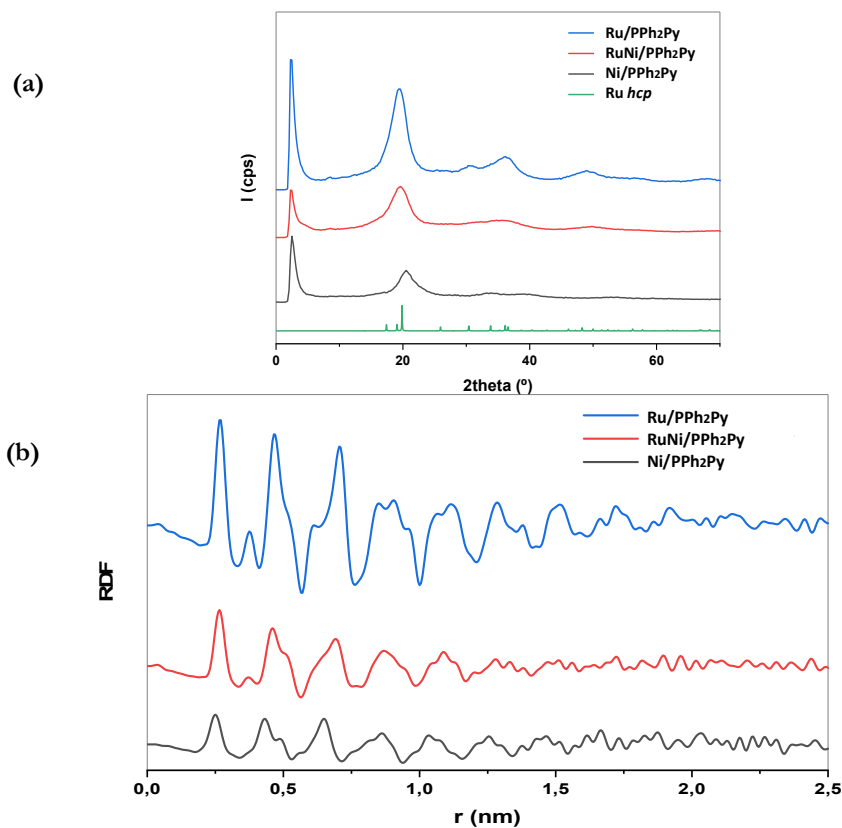 (a)
Ru/PPh₂Py
RuNi/PPh₂Py
Ni/PPh₂Py
Ru hcp
I (cps)
0 20 40 60
2theta (º)
(b)
Ru/PPh₂Py
RuNi/PPh₂Py
Ni/PPh₂Py
RDF
0,0 0,5 1,0 1,5 2,0 2,5
r (nm)